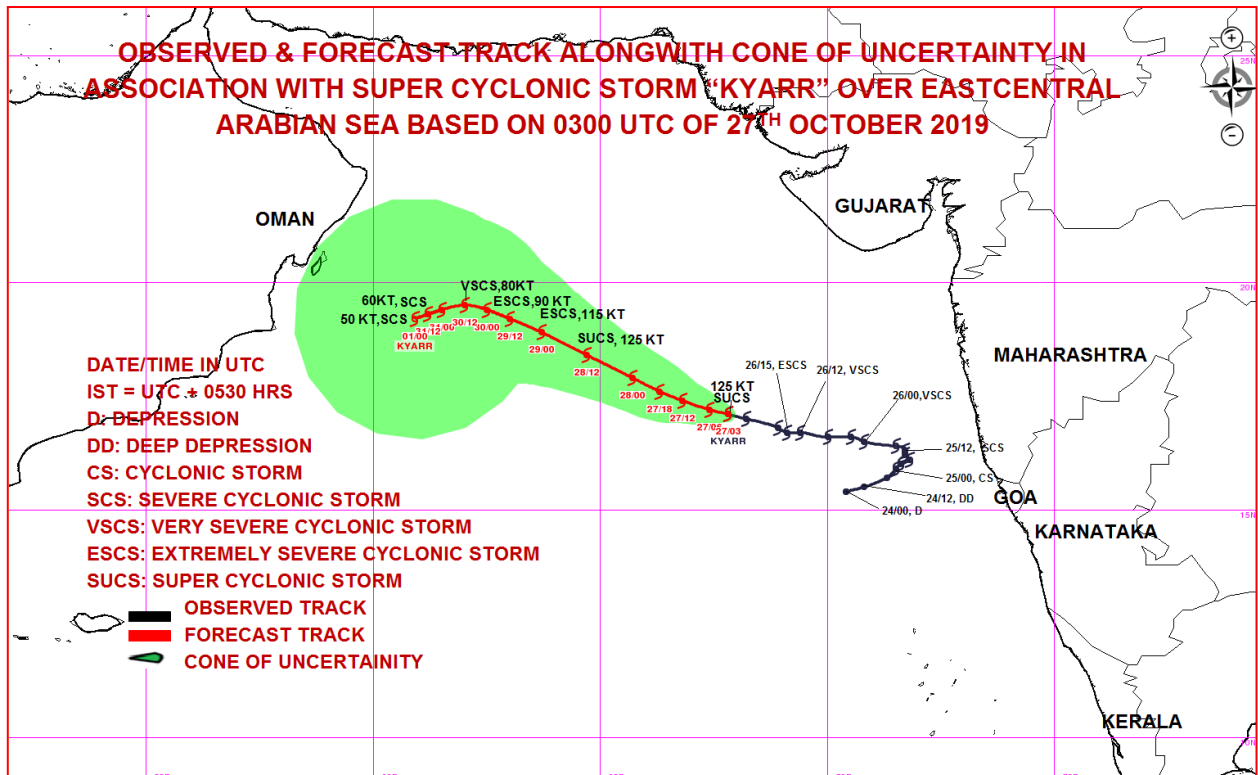 OBSERVED & FORECAST TRACK ALONGWITH CONE OF UNCERTAINTY IN
ASSOCIATION WITH SUPER CYCLONIC STORM “KYARR” OVER EASTCENTRAL
ARABIAN SEA BASED ON 0300 UTC OF 27TH OCTOBER 2019
25N
GUJARAT
OMAN
VSCS,80KT
60KT, SCS
ESCS,90 KT
50 KT,SCS
ESCS,115 KT
SUCS, 125 KT
01/00
KYARR
31/12
31/00
30/12
30/00
29/12
29/00
28/12
28/00
27/18
27/12
27/06
27/03
KYARR
125 KT
SUCS
26/15, ESCS
26/12, VSCS
26/00,VSCS
25/12, SCS
25/00, CS
24/12, DD
24/00, D
MAHARASHTRA
GOA
KARNATAKA
KERALA
15N
10N
DATE/TIME IN UTC
IST = UTC + 0530 HRS
D: DEPRESSION
DD: DEEP DEPRESSION
CS: CYCLONIC STORM
SCS: SEVERE CYCLONIC STORM
VSCS: VERY SEVERE CYCLONIC STORM
ESCS: EXTREMELY SEVERE CYCLONIC STORM
SUCS: SUPER CYCLONIC STORM
OBSERVED TRACK
FORECAST TRACK
CONE OF UNCERTAINITY